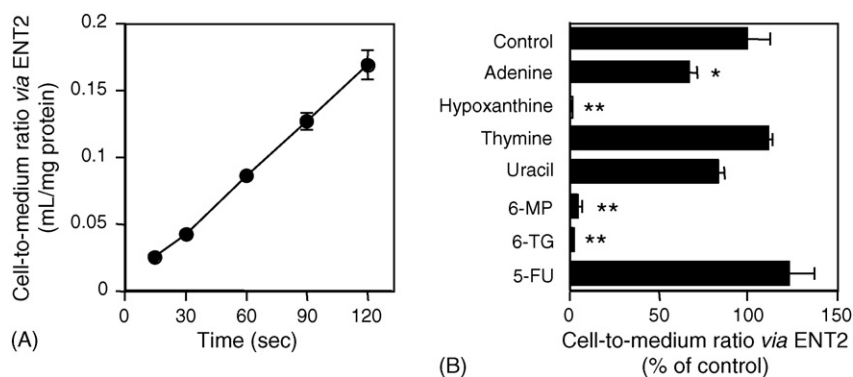 Cell-to-medium ratio via ENT2
(mL/mg protein)
0.2
0.15
0.1
0.05
0
0 30 60 90 120
Time (sec)
(A)
Control
Adenine
Hypoxanthine
Thymine
Uracil
6-MP
6-TG
5-FU
*
**
**
**
0 50 100 150
Cell-to-medium ratio via ENT2
(% of control)
(B)